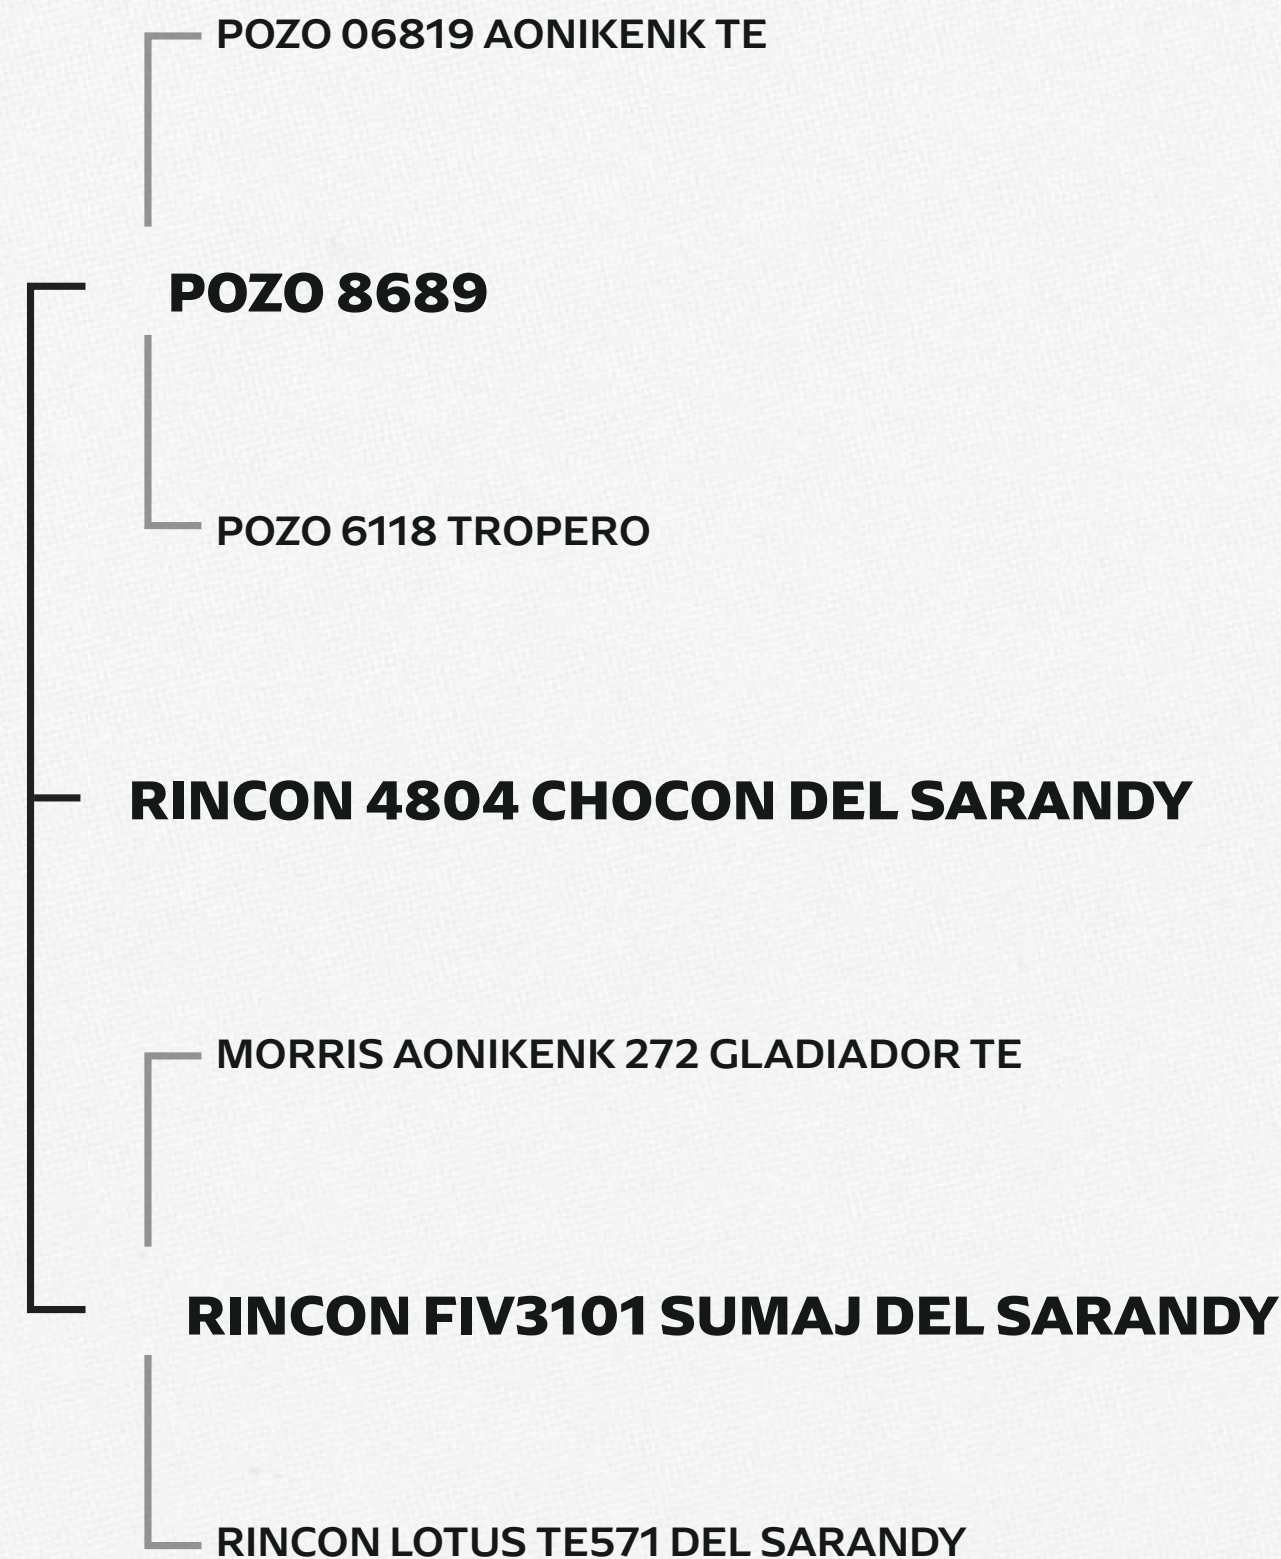 POZO 06819 AONIKENK TE
POZO 8689
POZO 6118 TROPERO
RINCON 4804 CHOCON DEL SARANDY
MORRIS AONIKENK 272 GLADIADOR TE
RINCON FIV3101 SUMAJ DEL SARANDY
RINCON LOTUS TE571 DEL SARANDY